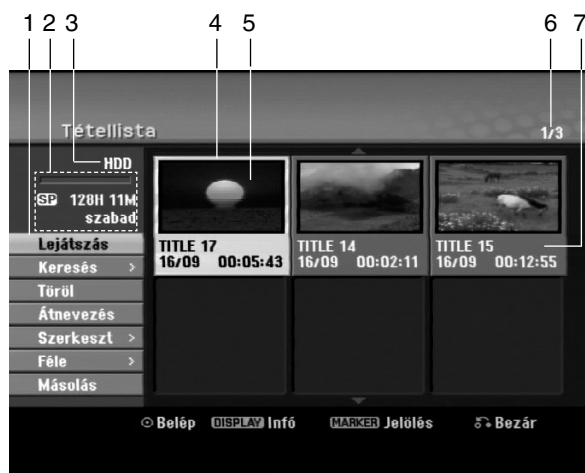 1 2 3 4 5 6 7
Tétellista
1/3
HDD
SP 128H 11M
szabad
Lejátszás
Keresés >
Töröl
Átnevezés
Szerkeszt >
Féle >
Másolás
TITLE 17
16/09 00:05:43
TITLE 14
16/09 00:02:11
TITLE 15
16/09 00:12:55
Belép DISPLAY Infó MARKER Jelölés Bezár